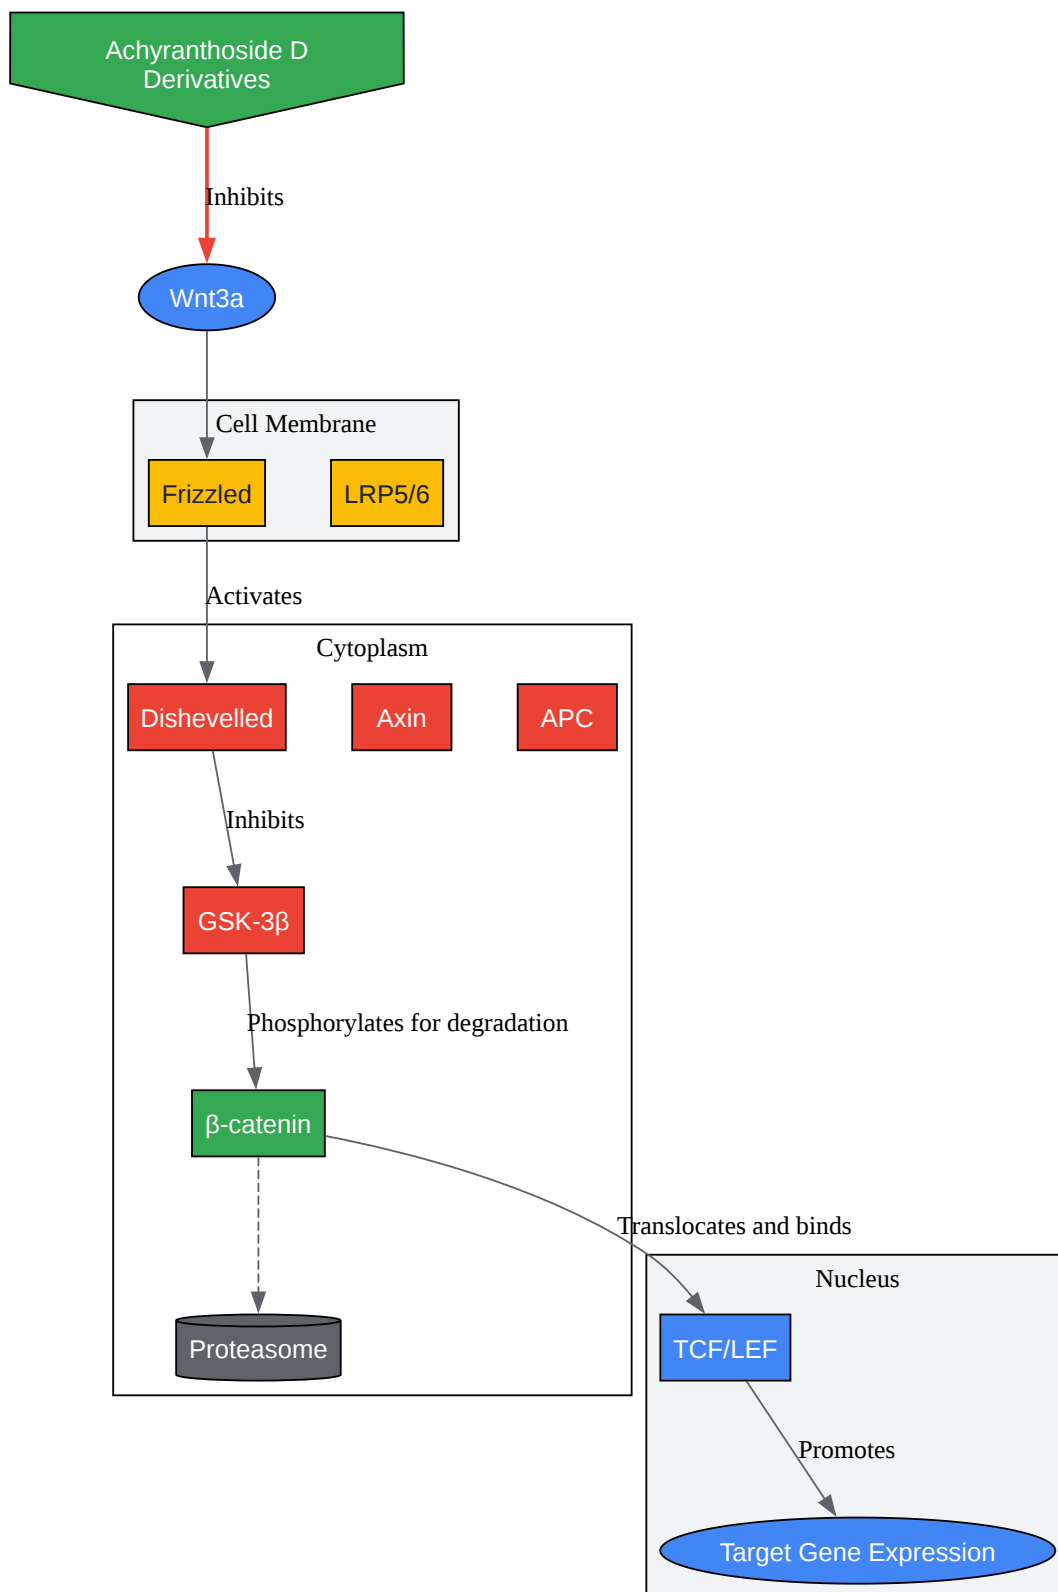 Achyranthoside D
Derivatives
Inhibits
Wnt3a
Cell Membrane
Frizzled
LRP5/6
Activates
Cytoplasm
Dishevelled
Axin
APC
Inhibits
GSK-3β
Phosphorylates for degradation
β-catenin
Translocates and binds
Nucleus
Proteasome
TCF/LEF
Promotes
Target Gene Expression